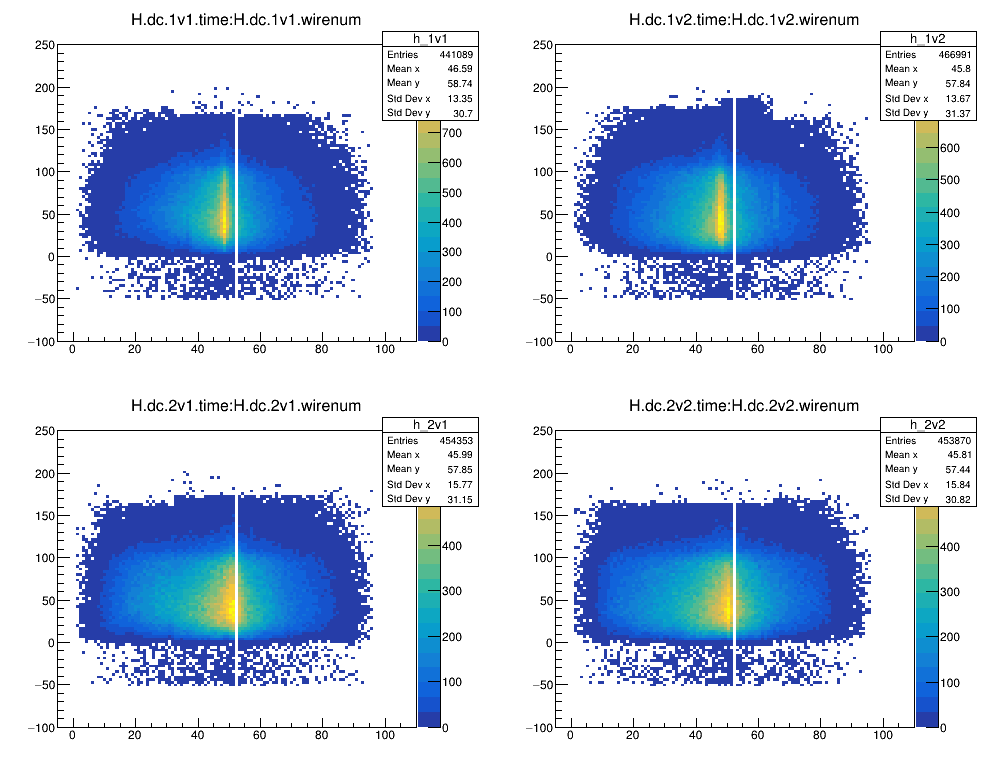 H.dc.1v1.time:H.dc.1v1.wirenum
h_1v1
Entries 441089
Mean x 46.59
Mean y 58.74
Std Dev x 13.35
Std Dev y 30.7
250
200
150
100
50
0
−50
−100
0 20 40 60 80 100
700
600
500
400
300
200
100
0
H.dc.1v2.time:H.dc.1v2.wirenum
h_1v2
Entries 466991
Mean x 45.8
Mean y 57.84
Std Dev x 13.67
Std Dev y 31.37
250
200
150
100
50
0
−50
−100
0 20 40 60 80 100
600
500
400
300
200
100
0
H.dc.2v1.time:H.dc.2v1.wirenum
h_2v1
Entries 454353
Mean x 45.99
Mean y 57.85
Std Dev x 15.77
Std Dev y 31.15
250
200
150
100
50
0
−50
−100
0 20 40 60 80 100
400
300
200
100
0
H.dc.2v2.time:H.dc.2v2.wirenum
h_2v2
Entries 453870
Mean x 45.81
Mean y 57.44
Std Dev x 15.84
Std Dev y 30.82
250
200
150
100
50
0
−50
−100
0 20 40 60 80 100
400
300
200
100
0